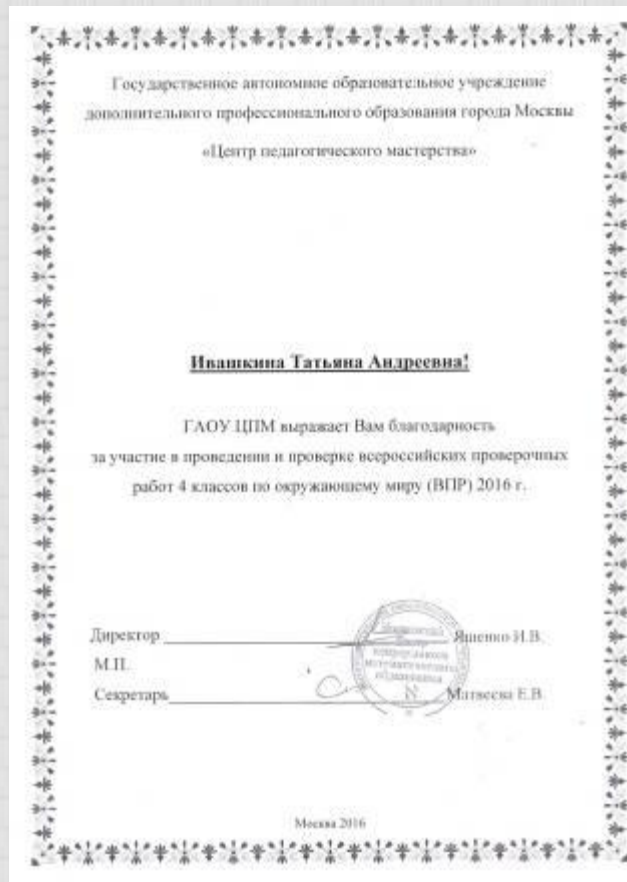 Государственное автономное образовательное учреждение
дополнительного профессионального образования города Москвы
«Центр педагогического мастерства»
Ивашкина Татьяна Андреевна!
ГАОУ ЦПМ выражает Вам благодарность
за участие в проведении и проверке всероссийских проверочных
работ 4 классов по окружающему миру (ВПР) 2016 г.
Директор Ященко И.В.
М.П.
Секретарь Матвеева Е.В.
Москва 2016